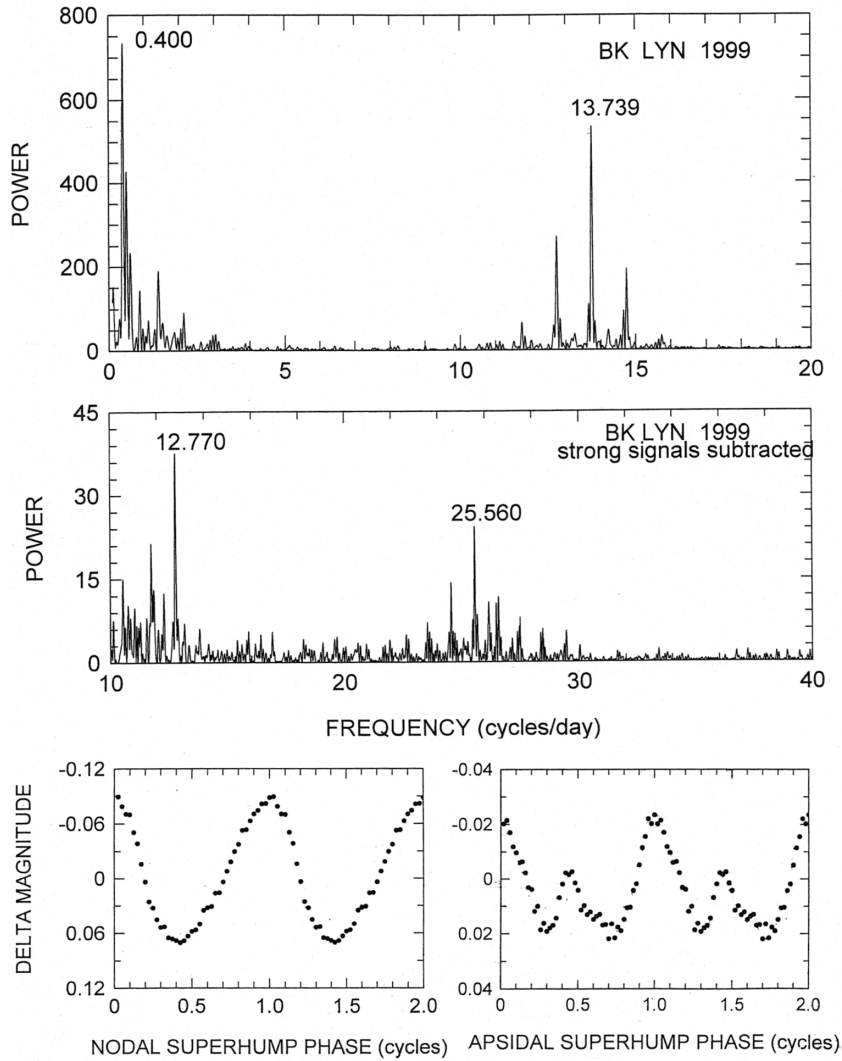 800
0.400
BK LYN 1999
13.739
600
400
200
0
POWER
0 5 10 15 20
45
12.770
BK LYN 1999
strong signals subtracted
25.560
30
15
0
POWER
10 20 30 40
FREQUENCY (cycles/day)
-0.12
-0.06
0
0.06
0.12
DELTA MAGNITUDE
0 0.5 1.0 1.5 2.0
NODAL SUPERHUMP PHASE (cycles)
-0.04
-0.02
0
0.02
0.04
0 0.5 1.0 1.5 2.0
APSIDAL SUPERHUMP PHASE (cycles)